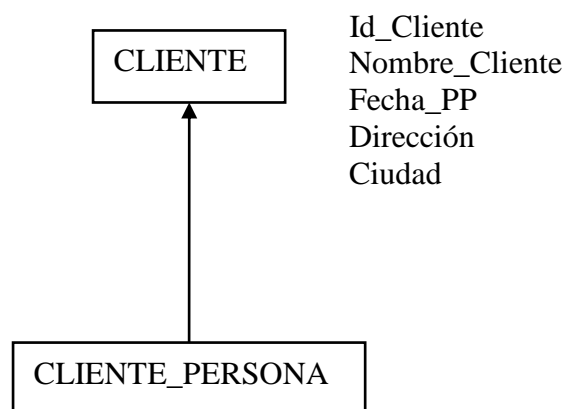 CLIENTE
Id_Cliente
Nombre_Cliente
Fecha_PP
Dirección
Ciudad
CLIENTE_PERSONA